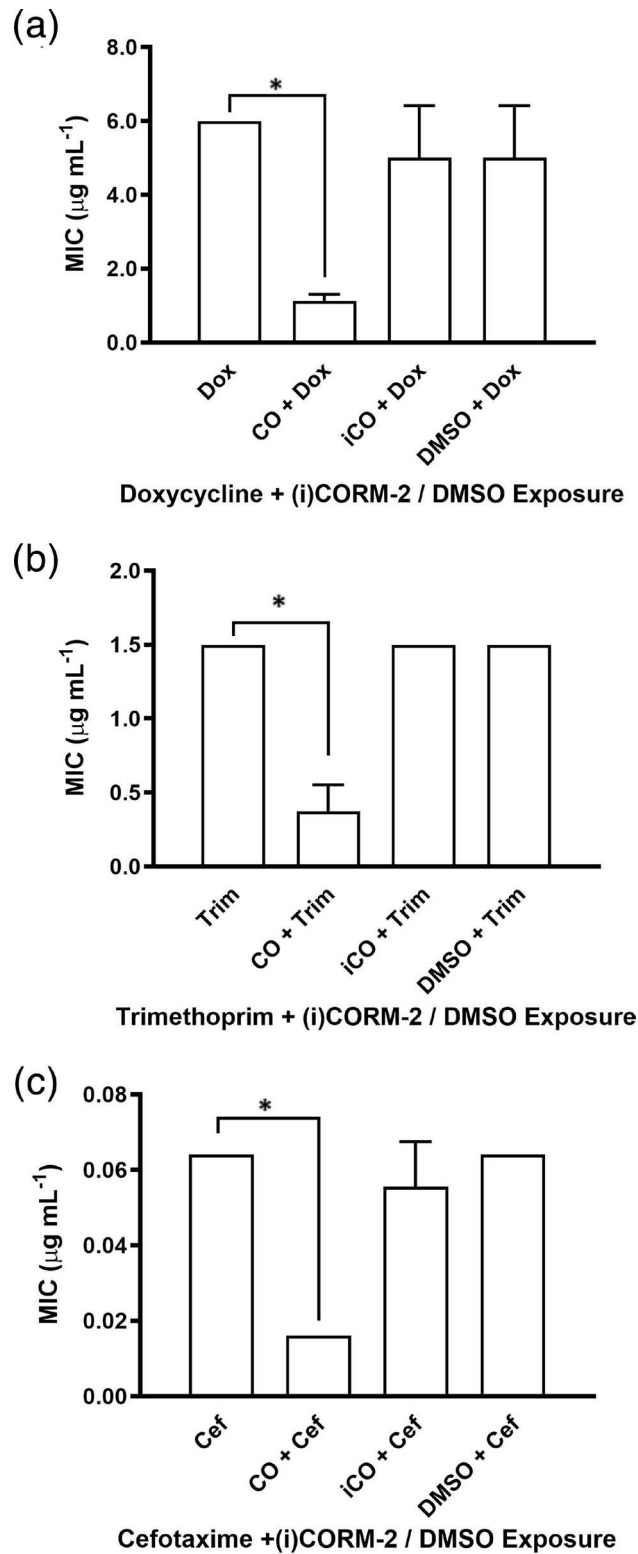 (a)
8.0
6.0
4.0
2.0
0.0
MIC (µg mL⁻¹)
*
Dox
CO + Dox
iCO + Dox
DMSO + Dox
Doxycycline + (i)CORM-2 / DMSO Exposure
(b)
2.0
1.5
1.0
0.5
0.0
MIC (µg mL⁻¹)
*
Trim
CO + Trim
iCO + Trim
DMSO + Trim
Trimethoprim + (i)CORM-2 / DMSO Exposure
(c)
0.08
0.06
0.04
0.02
0.00
MIC (µg mL⁻¹)
*
Cef
CO + Cef
iCO + Cef
DMSO + Cef
Cefotaxime +(i)CORM-2 / DMSO Exposure